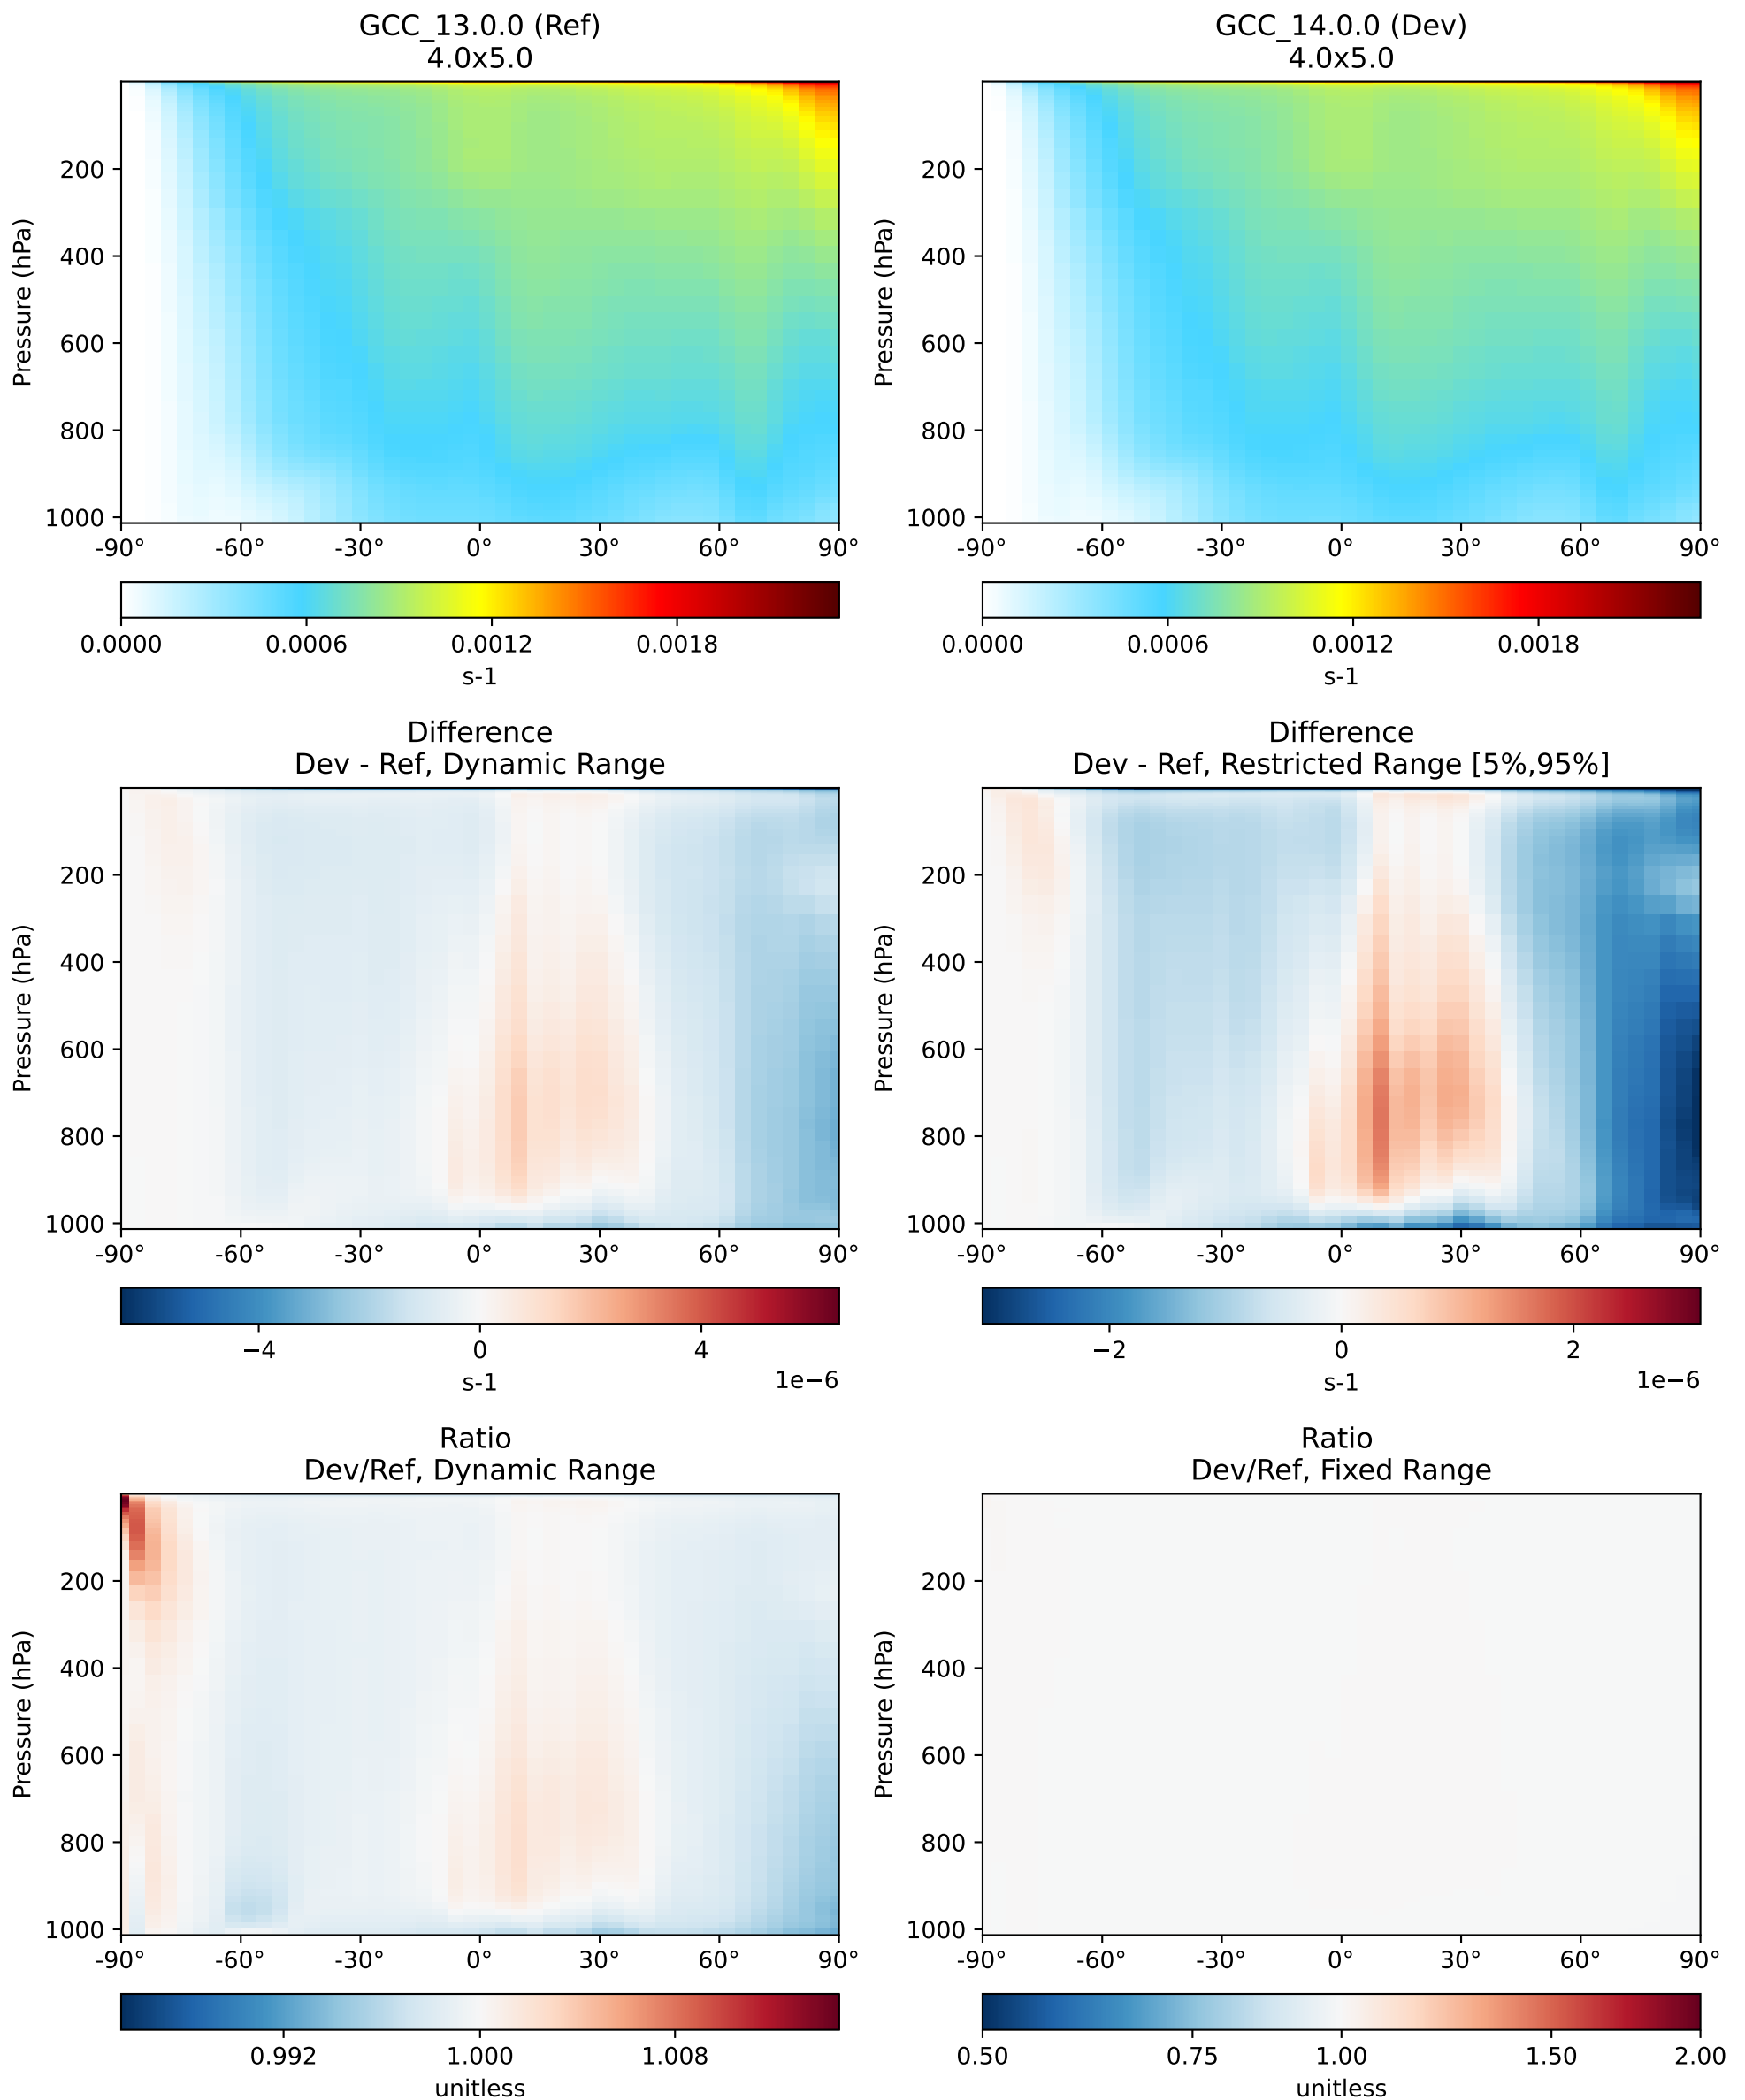 GCC_13.0.0 (Ref)
4.0x5.0
GCC_14.0.0 (Dev)
4.0x5.0
Pressure (hPa)
200
400
600
800
1000
-90° -60° -30° 0° 30° 60° 90°
0.0000 0.0006 0.0012 0.0018
s-1
Pressure (hPa)
200
400
600
800
1000
-90° -60° -30° 0° 30° 60° 90°
0.0000 0.0006 0.0012 0.0018
s-1
Difference
Dev - Ref, Dynamic Range
Pressure (hPa)
200
400
600
800
1000
-90° -60° -30° 0° 30° 60° 90°
−4 0 4
s-1
1e−6
Difference
Dev - Ref, Restricted Range [5%,95%]
Pressure (hPa)
200
400
600
800
1000
-90° -60° -30° 0° 30° 60° 90°
−2 0 2
s-1
1e−6
Ratio
Dev/Ref, Dynamic Range
Pressure (hPa)
200
400
600
800
1000
-90° -60° -30° 0° 30° 60° 90°
0.992 1.000 1.008
unitless
Ratio
Dev/Ref, Fixed Range
Pressure (hPa)
200
400
600
800
1000
-90° -60° -30° 0° 30° 60° 90°
0.50 0.75 1.00 1.50 2.00
unitless